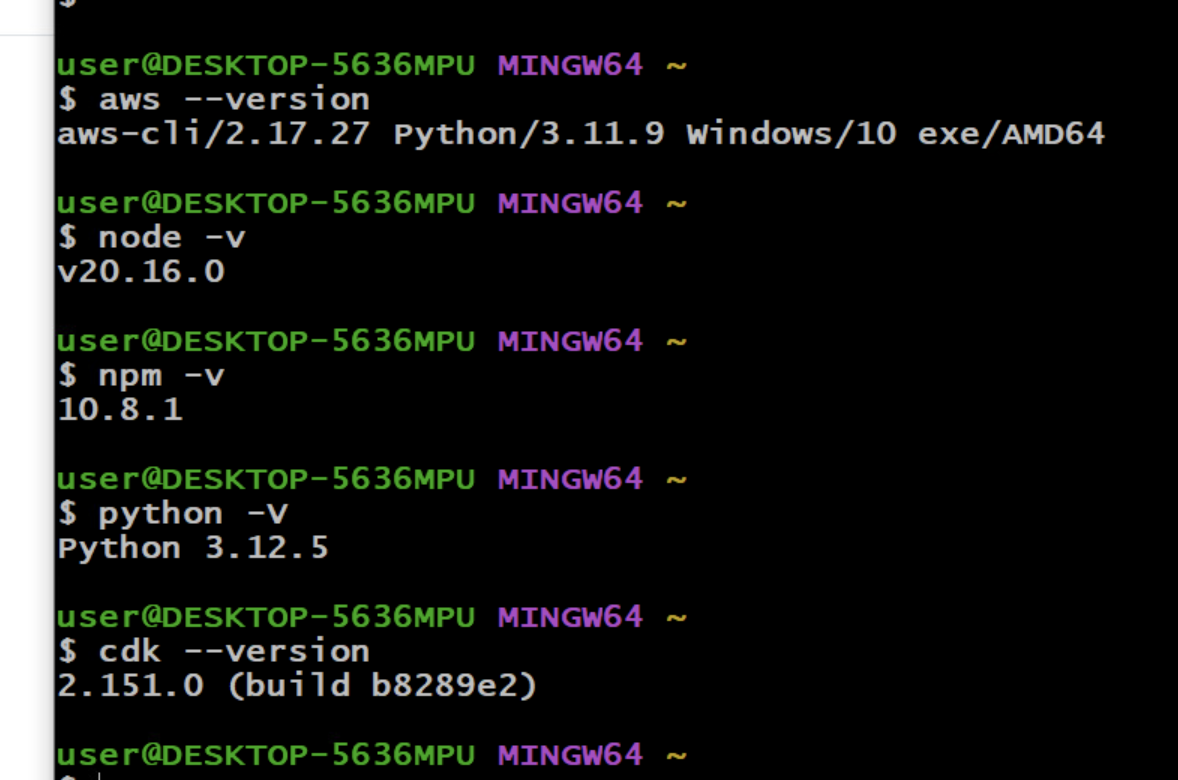 $
user@DESKTOP-5636MPU MINGW64 ~
$ aws --version
aws-cli/2.17.27 Python/3.11.9 Windows/10 exe/AMD64
user@DESKTOP-5636MPU MINGW64 ~
$ node -v
v20.16.0
user@DESKTOP-5636MPU MINGW64 ~
$ npm -v
10.8.1
user@DESKTOP-5636MPU MINGW64 ~
$ python -V
Python 3.12.5
user@DESKTOP-5636MPU MINGW64 ~
$ cdk --version
2.151.0 (build b8289e2)
user@DESKTOP-5636MPU MINGW64 ~
$